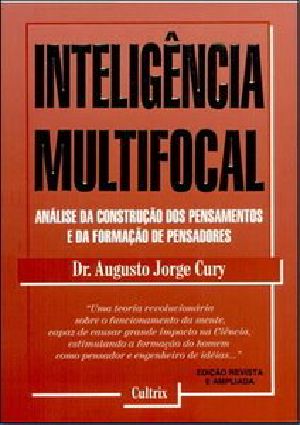 INTELIGÊNCIA
MULTIFOCAL
ANÁLISE DA CONSTRUÇÃO DOS PENSAMENTOS
E DA FORMAÇÃO DE PENSADORES
Dr. Augusto Jorge Cury
"Uma teoria revolucionária
sobre o funcionamento da mente,
capaz de causar grande impacto na Ciência,
estimulando a formação do homem
como pensador e engenheiro de idéias..."
EDIÇÃO REVISTA
E AMPLIADA
Cultrix